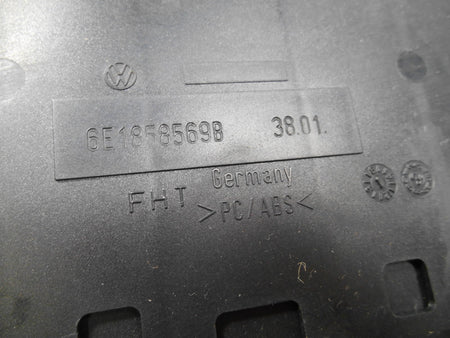 6E1858569B 38.01.
Germany
FHT
>PC/ABS<